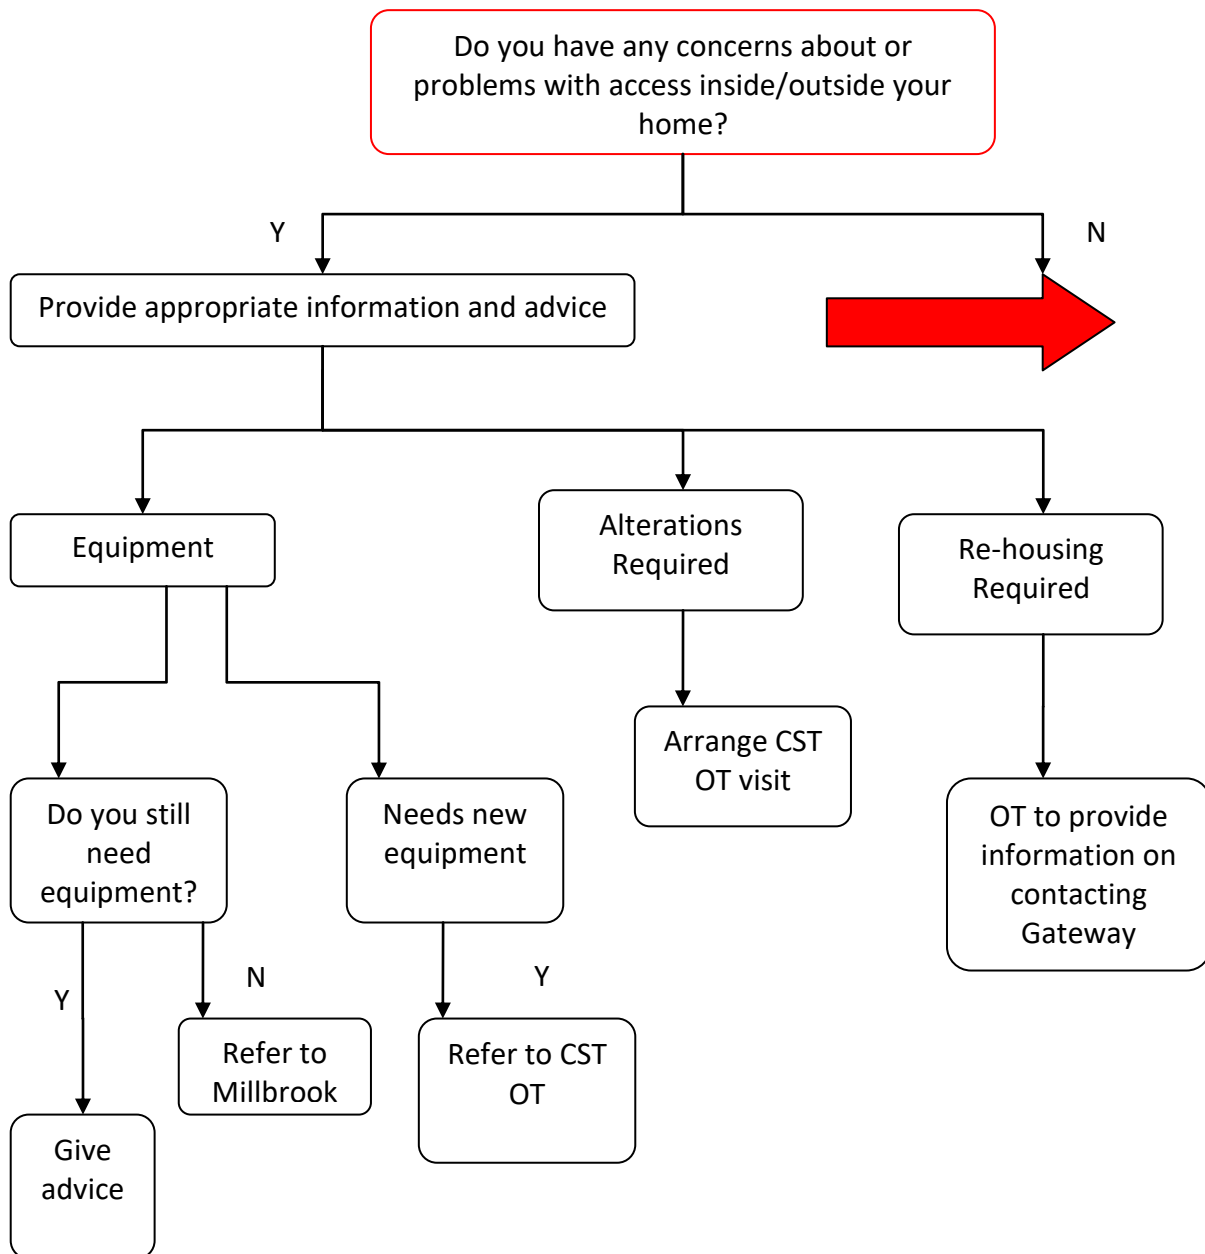 Do you have any concerns about or
problems with access inside/outside your
home?
Y
N
Provide appropriate information and advice
Equipment
Alterations
Required
Re-housing
Required
Arrange CST
OT visit
Do you still
need
equipment?
Needs new
equipment
OT to provide
information on
contacting
Gateway
Y
N
Y
Refer to
Millbrook
Refer to CST
OT
Give
advice